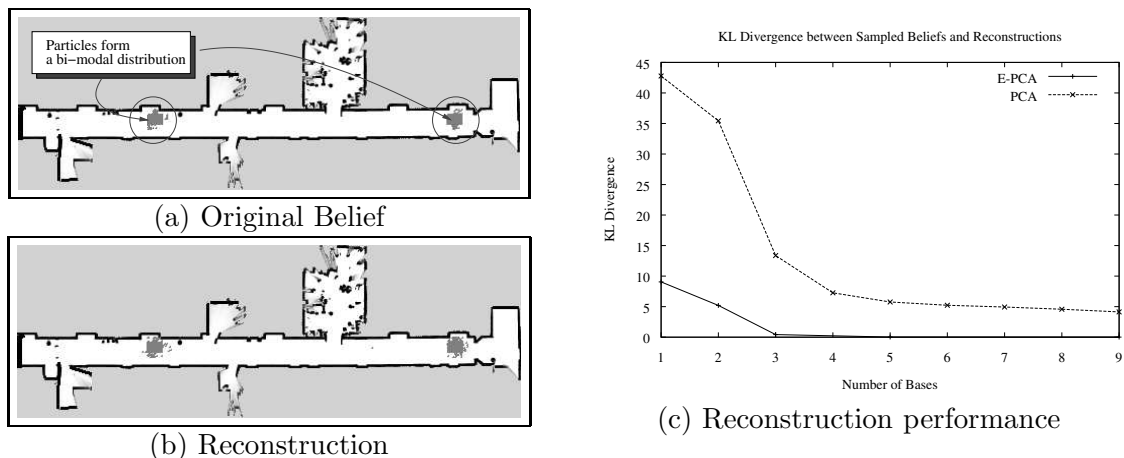 Particles form
a bi-modal distribution
(a) Original Belief
(b) Reconstruction
KL Divergence between Sampled Beliefs and Reconstructions
E-PCA
PCA
45
40
35
30
25
20
15
10
5
0
KL Divergence
1 2 3 4 5 6 7 8 9
Number of Bases
(c) Reconstruction performance